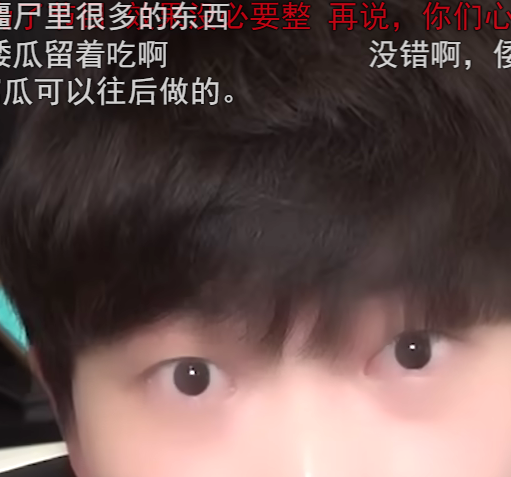 僵尸里很多的东西
必要整 再说，你们心
倭瓜留着吃啊
没错啊，倭
瓜可以往后做的。